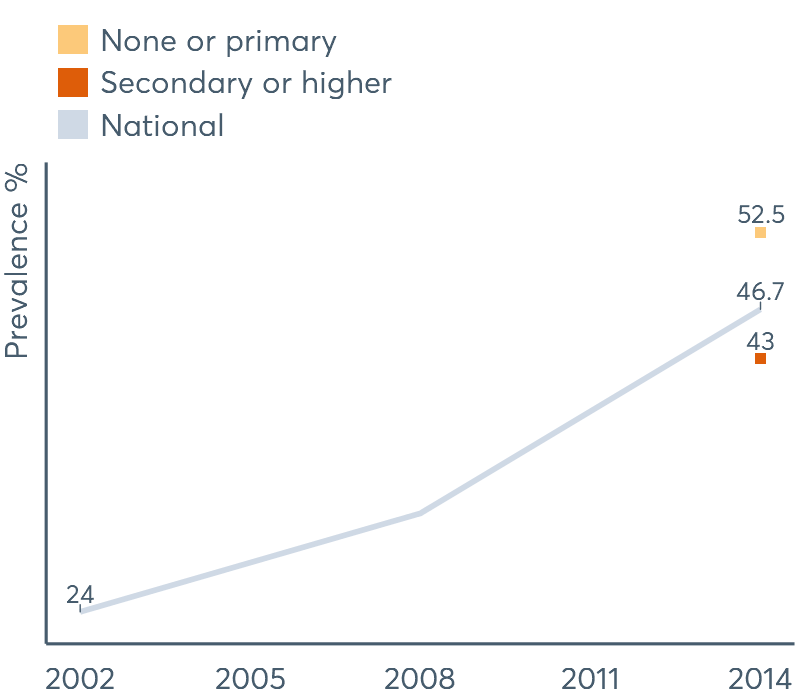 None or primary
Secondary or higher
National
Prevalence %
52.5
46.7
43
24
2002 2005 2008 2011 2014